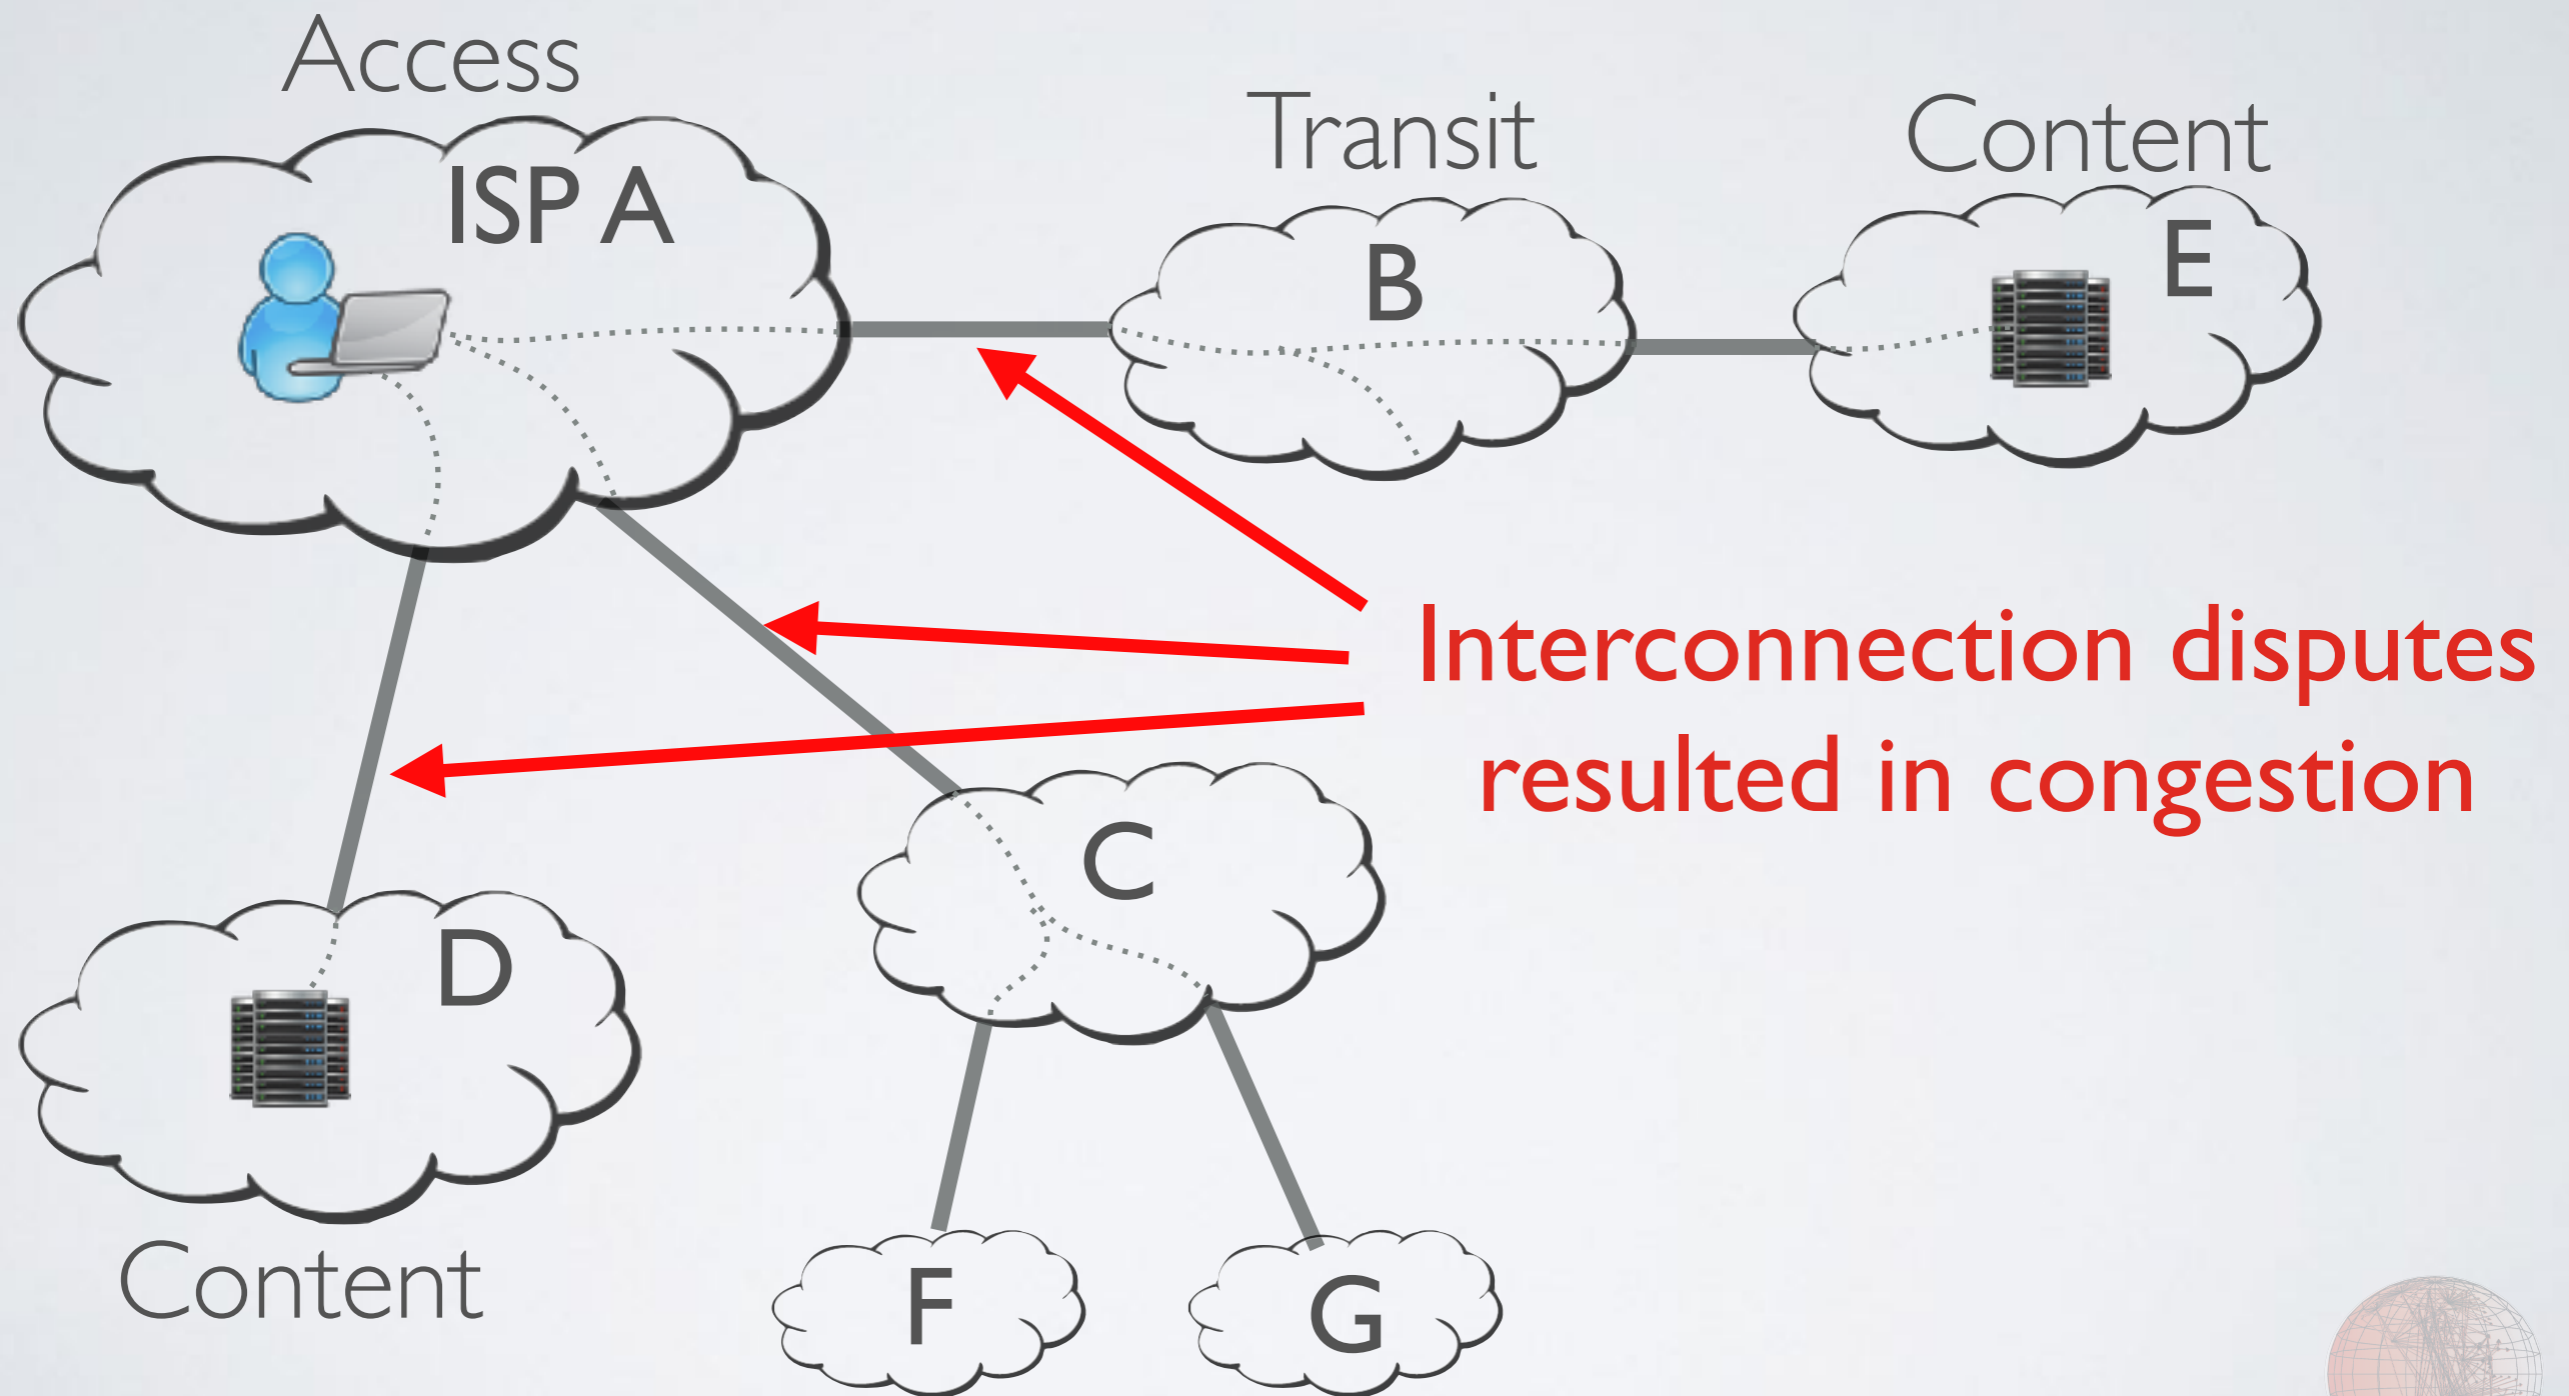 Access
Transit
Content
ISP A
B
E
Interconnection disputes
resulted in congestion
C
D
Content
F
G